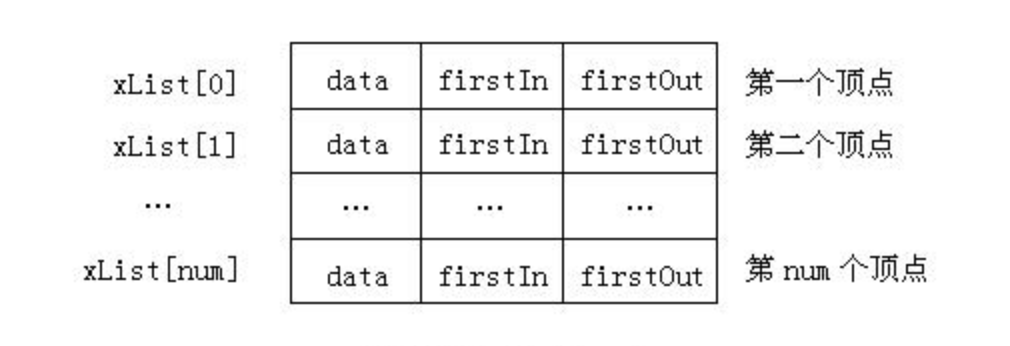 xList[0] data firstIn firstOut 第一个顶点
xList[1] data firstIn firstOut 第二个顶点
… … … …
xList[num] data firstIn firstOut 第 num 个顶点